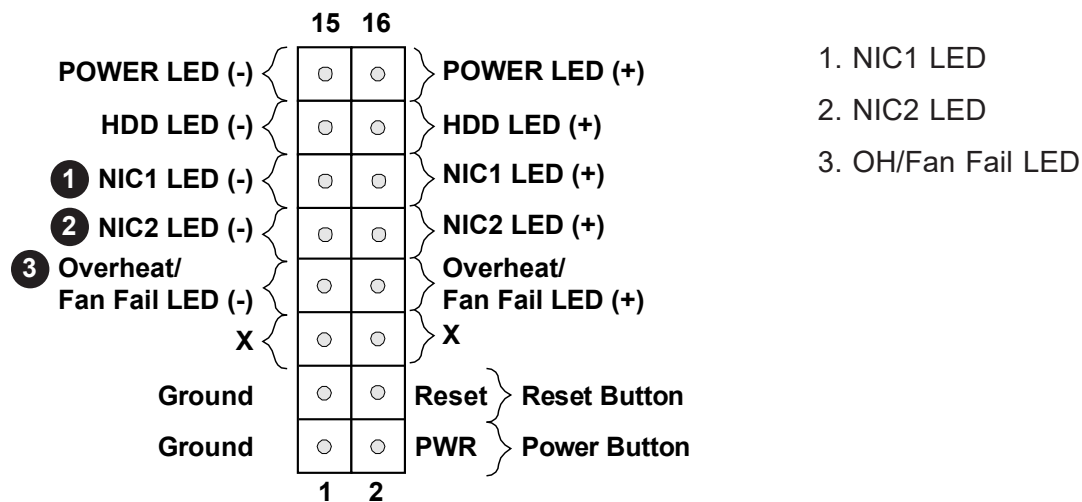 15 16
POWER LED (-) POWER LED (+)
HDD LED (-) HDD LED (+)
1 NIC1 LED (-) NIC1 LED (+)
2 NIC2 LED (-) NIC2 LED (+)
3 Overheat/ Overheat/
Fan Fail LED (-) Fan Fail LED (+)
X X
Ground Reset Reset Button
Ground PWR Power Button
1 2
1. NIC1 LED
2. NIC2 LED
3. OH/Fan Fail LED